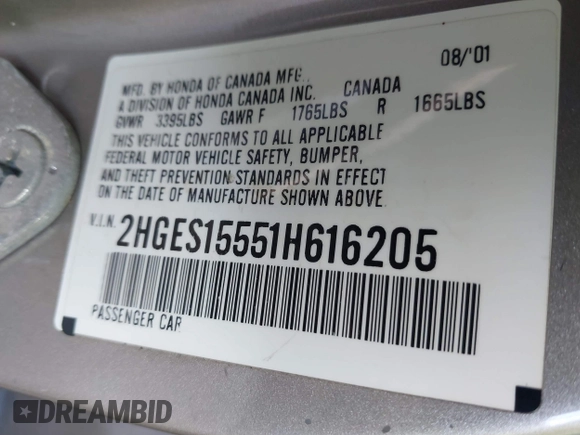 08/'01
MFD. BY HONDA OF CANADA MFG.,
A DIVISION OF HONDA CANADA INC. CANADA
GVWR 3395LBS GAWR F 1765LBS R 1665LBS
THIS VEHICLE CONFORMS TO ALL APPLICABLE
FEDERAL MOTOR VEHICLE SAFETY, BUMPER,
AND THEFT PREVENTION STANDARDS IN EFFECT
ON THE DATE OF MANUFACTURE SHOWN ABOVE.
V.I.N. 2HGES15551H616205
PASSENGER CAR
DREAMBID